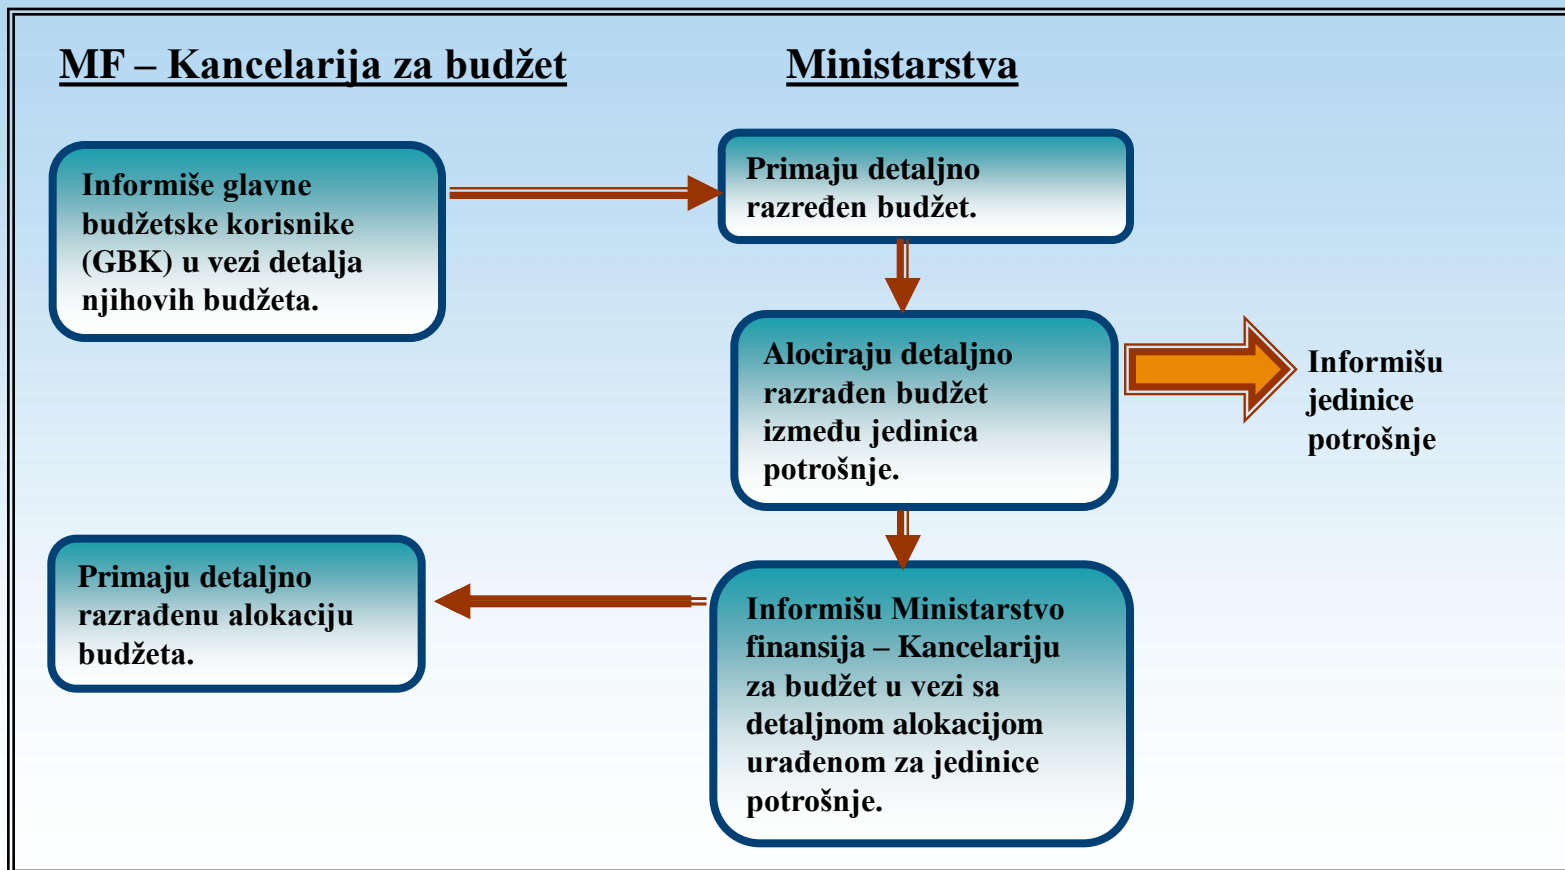 MF – Kancelarija za budžet
Ministarstva
Informiše glavne
budžetske korisnike
(GBK) u vezi detalja
njihovih budžeta.
Primaju detaljno
razređen budžet.
Alociraju detaljno
razrađen budžet
između jedinica
potrošnje.
Informišu
jedinice
potrošnje
Primaju detaljno
razrađenu alokaciju
budžeta.
Informišu Ministarstvo
finansija – Kancelariju
za budžet u vezi sa
detaljnom alokacijom
urađenom za jedinice
potrošnje.